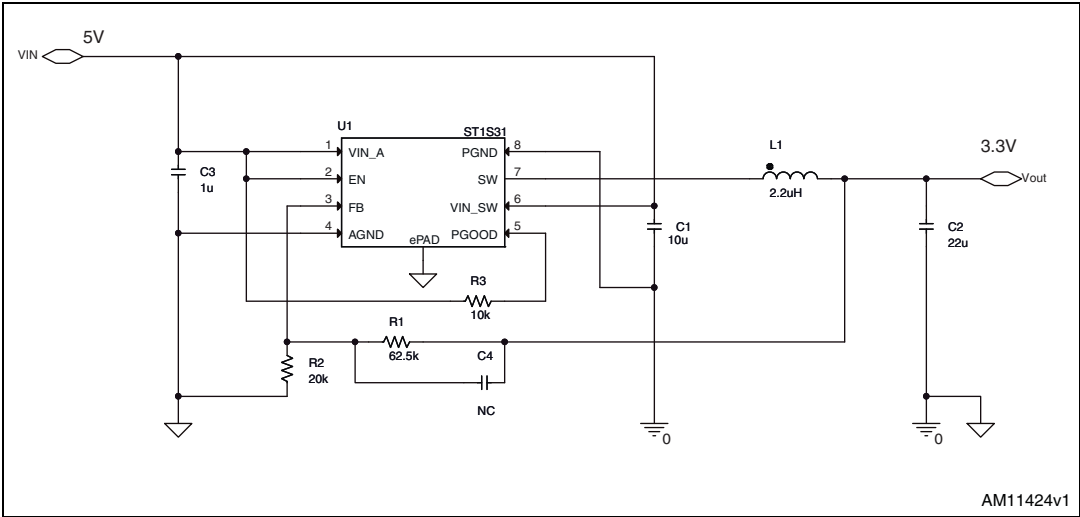 5V
VIN
U1
ST1S31
1 VIN_A
2 EN
3 FB
4 AGND
PGND 8
SW 7
VIN_SW 6
PGOOD 5
ePAD
C3
1u
L1
2.2uH
3.3V
Vout
C1
10u
C2
22u
R3
10k
R1
62.5k
C4
NC
R2
20k
0
0
AM11424v1